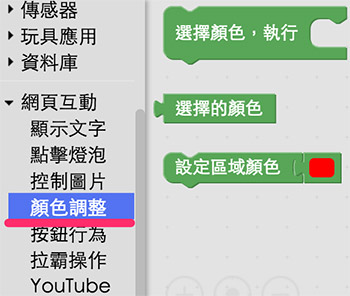 傳感器
玩具應用
資料庫
網頁互動
顯示文字
點擊燈泡
控制圖片
顏色調整
按鈕行為
拉霸操作
YouTube
選擇顏色，執行
選擇的顏色
設定區域顏色